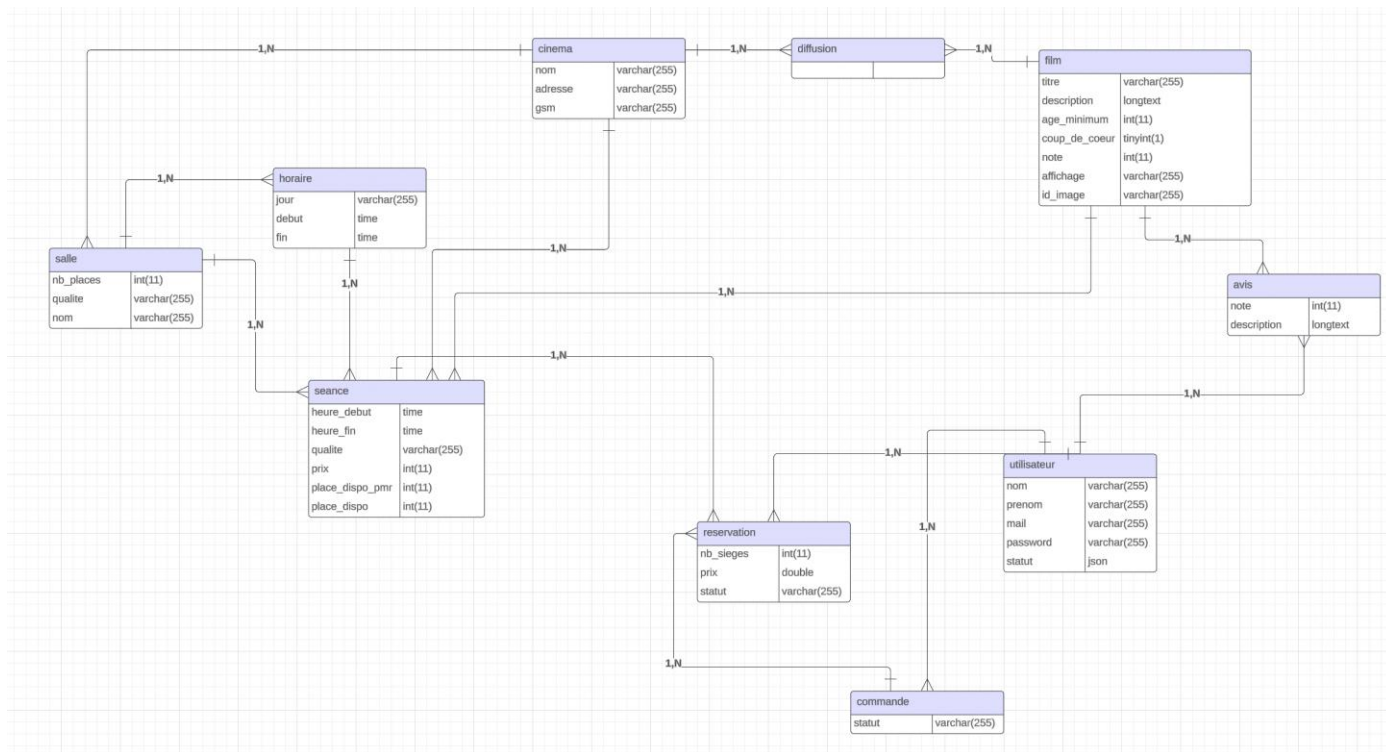 1,N
cinema
nom varchar(255)
adresse varchar(255)
gsm varchar(255)
1,N
diffusion
1,N
film
titre varchar(255)
description longtext
age_minimum int(11)
coup_de_coeur tinyint(1)
note int(11)
affichage varchar(255)
id_image varchar(255)
1,N
horaire
jour varchar(255)
debut time
fin time
salle
nb_places int(11)
qualite varchar(255)
nom varchar(255)
1,N
1,N
1,N
1,N
1,N
avis
note int(11)
description longtext
1,N
seance
heure_debut time
heure_fin time
qualite varchar(255)
prix int(11)
place_dispo_pmr int(11)
place_dispo int(11)
1,N
1,N
utilisateur
nom varchar(255)
prenom varchar(255)
mail varchar(255)
password varchar(255)
statut json
1,N
reservation
nb_sieges int(11)
prix double
statut varchar(255)
1,N
commande
statut varchar(255)